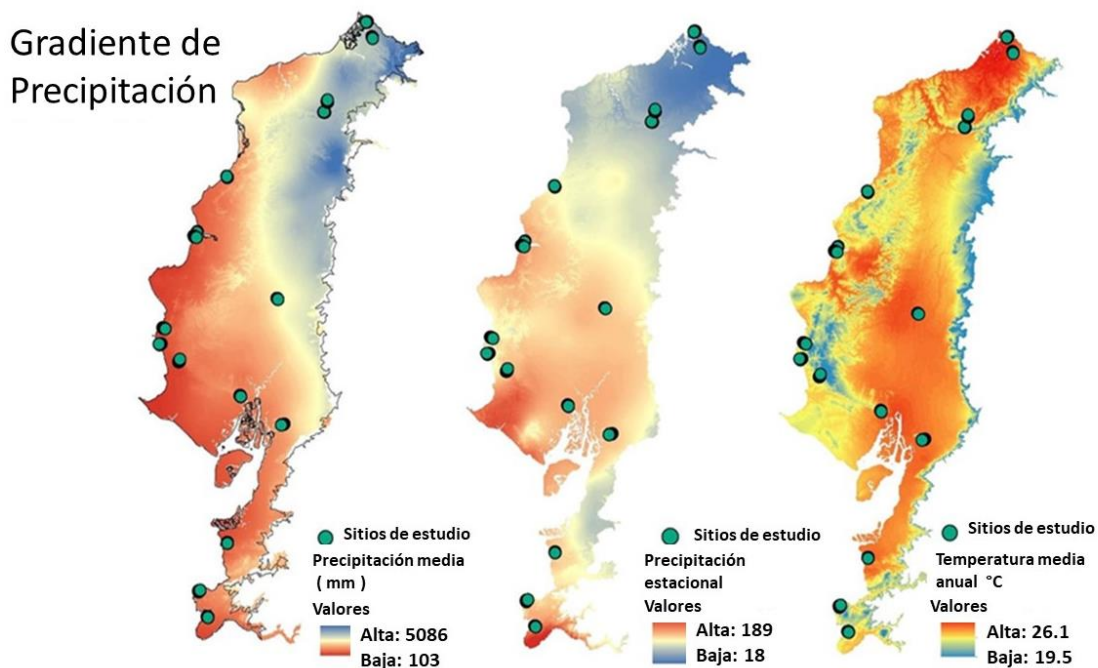 Gradiente de
Precipitación
Sitios de estudio
Precipitación media
( mm )
Valores
Alta: 5086
Baja: 103
Sitios de estudio
Precipitación
estacional
Valores
Alta: 189
Baja: 18
Sitios de estudio
Temperatura media
anual °C
Valores
Alta: 26.1
Baja: 19.5